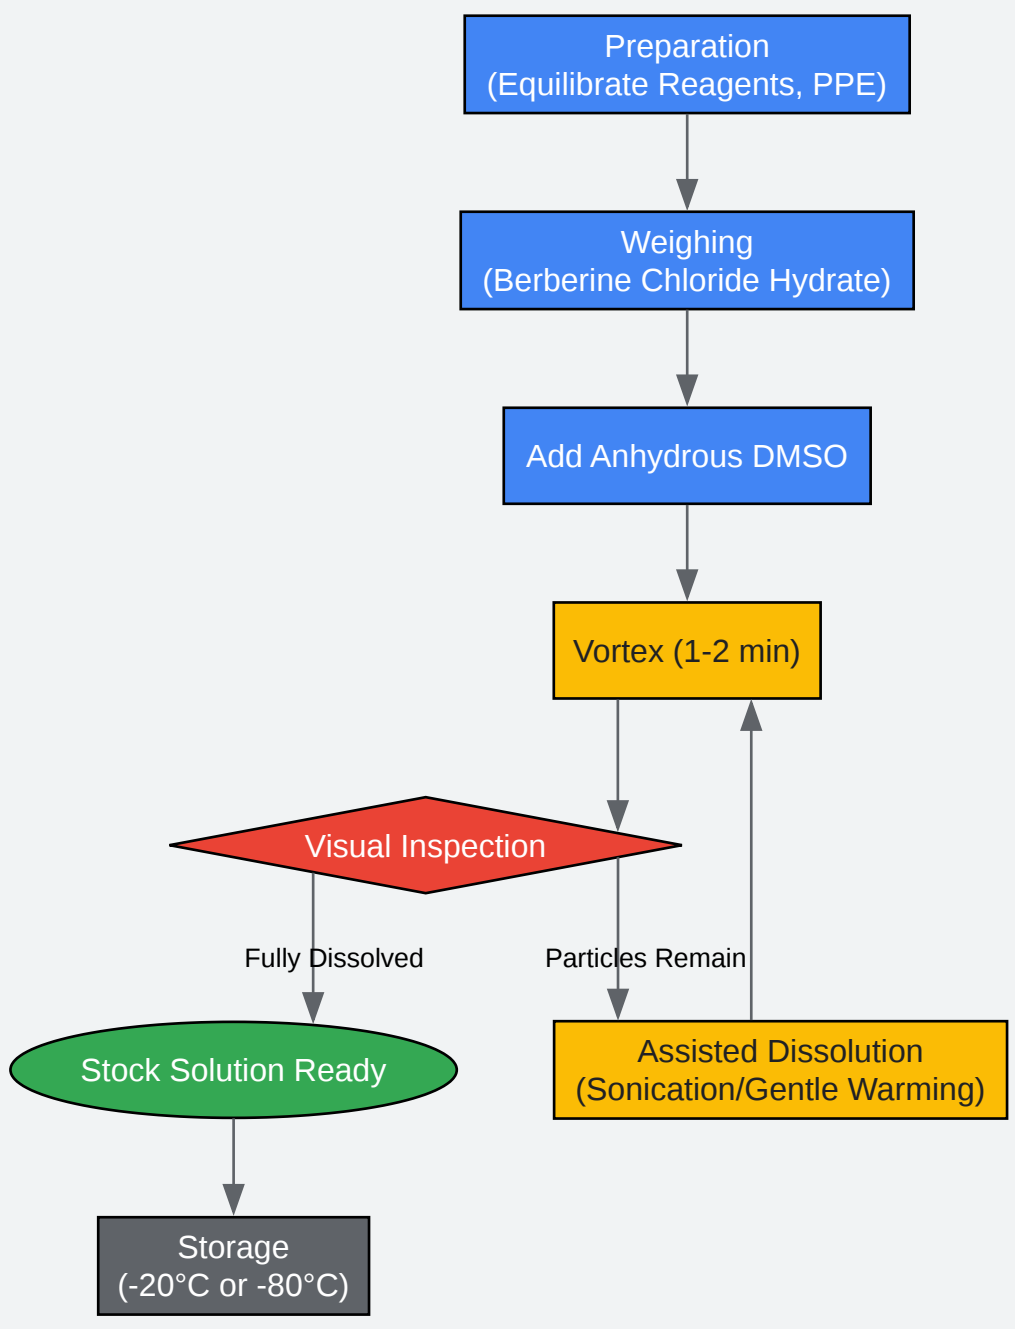 Preparation
(Equilibrate Reagents, PPE)
Weighing
(Berberine Chloride Hydrate)
Add Anhydrous DMSO
Vortex (1-2 min)
Visual Inspection
Fully Dissolved
Particles Remain
Stock Solution Ready
Assisted Dissolution
(Sonication/Gentle Warming)
Storage
(-20°C or -80°C)